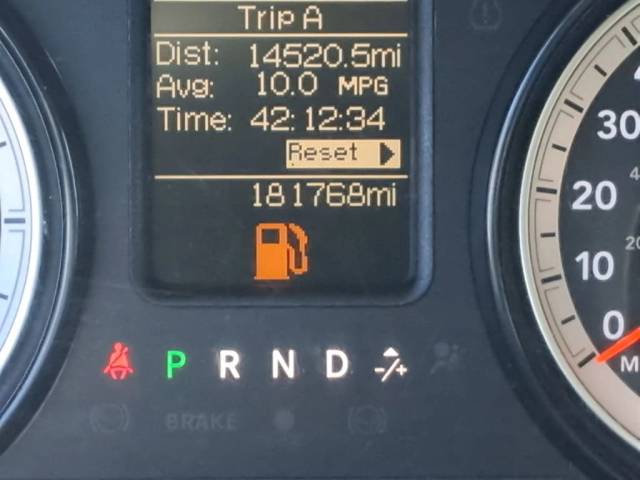 Trip A
Dist: 14520.5mi
Avg: 10.0 MPG
Time: 42:12:34
Reset
181768mi
30
20
10
0
P R N D -/+
BRAKE